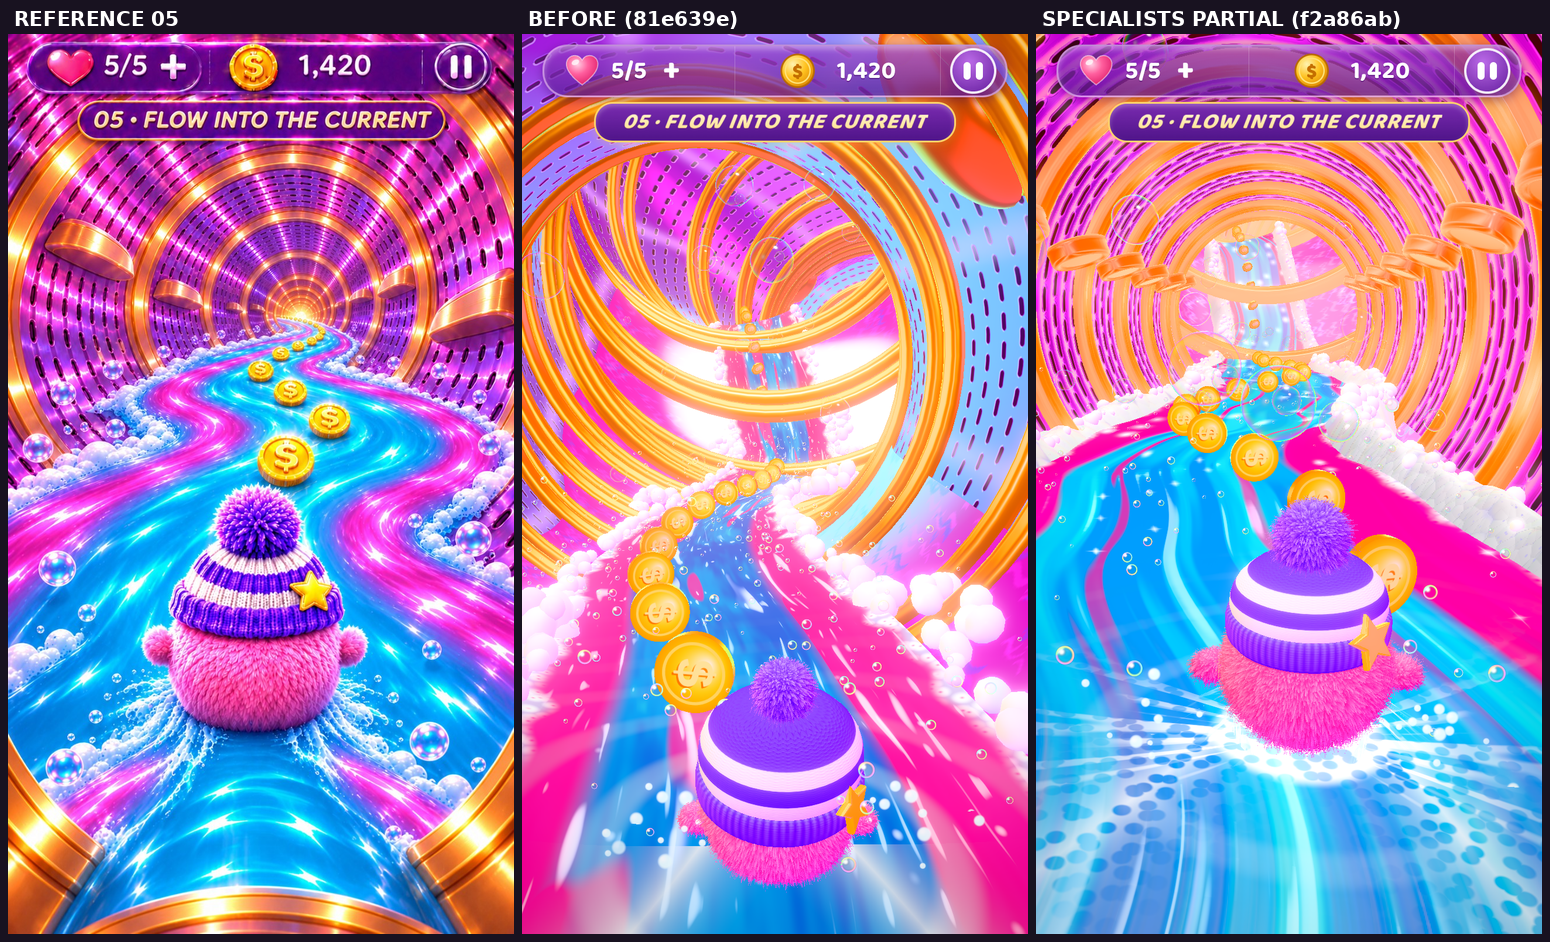 REFERENCE 05
5/5 +
$ 1,420
05 • FLOW INTO THE CURRENT
$
$
$
$
BEFORE (81e639e)
5/5 +
$ 1,420
05 · FLOW INTO THE CURRENT
$
$
$
SPECIALISTS PARTIAL (f2a86ab)
5/5 +
$ 1,420
05 · FLOW INTO THE CURRENT
$
$